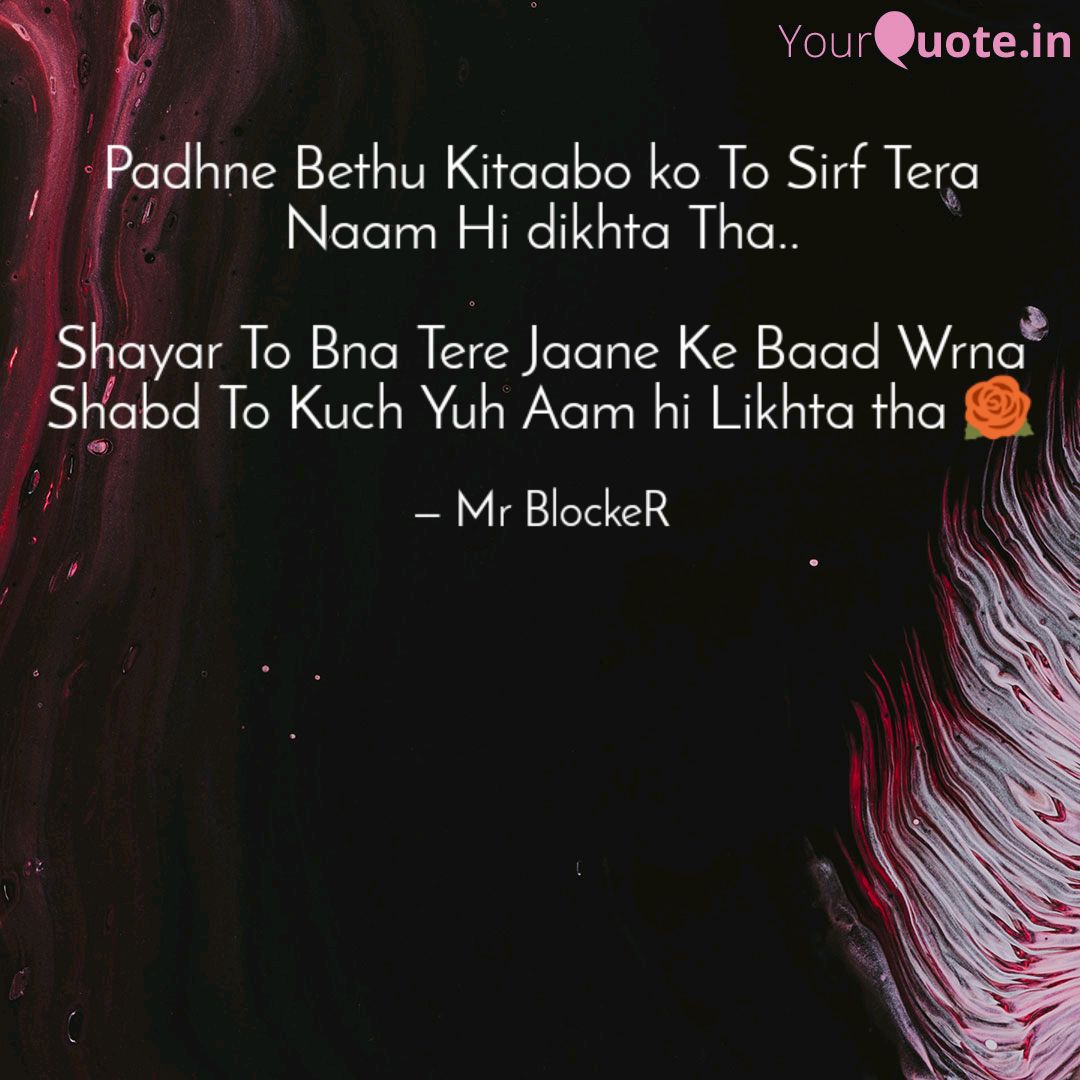 YourQuote.in
Padhne Bethu Kitaabo ko To Sirf Tera
Naam Hi dikhta Tha..
Shayar To Bna Tere Jaane Ke Baad Wrna
Shabd To Kuch Yuh Aam hi Likhta tha 🌹
– Mr BlockeR